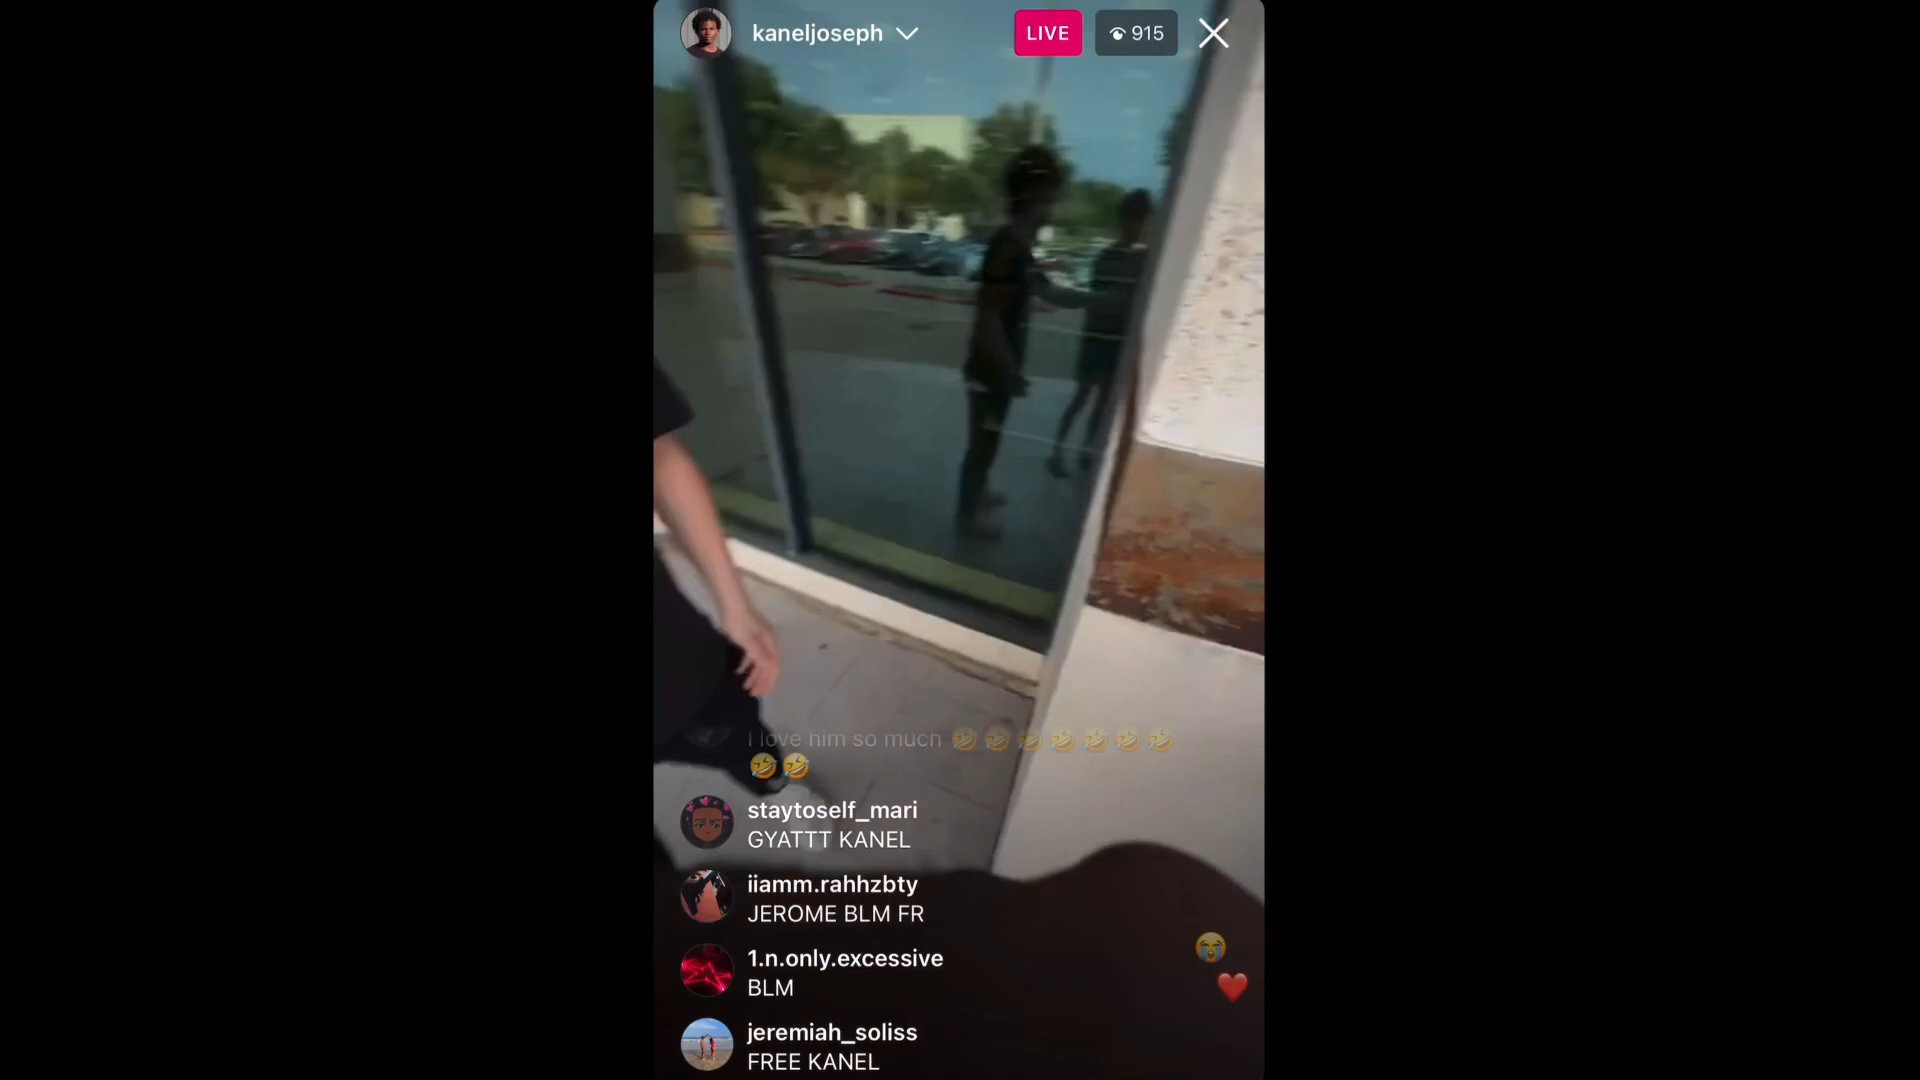 kaneljoseph
LIVE
915
I love him so much 🤣🤣🤣🤣🤣🤣🤣
🤣🤣
staytoself_mari
GYATTT KANEL
iiamm.rahhzbty
JEROME BLM FR
1.n.only.excessive
BLM
jeremiah_soliss
FREE KANEL